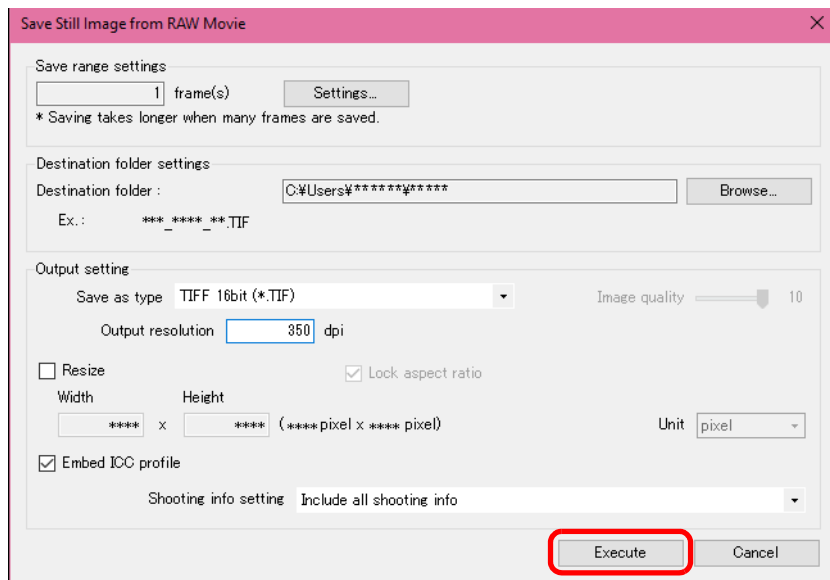 Save Still Image from RAW Movie
Save range settings
1 frame(s) Settings...
* Saving takes longer when many frames are saved.
Destination folder settings
Destination folder : C:¥Users¥******¥***** Browse...
Ex. : ***_****_**.TIF
Output setting
Save as type TIFF 16bit (*.TIF) Image quality 10
Output resolution 350 dpi
Resize Lock aspect ratio
Width Height
**** x **** (****pixel x ****pixel) Unit pixel
Embed ICC profile
Shooting info setting Include all shooting info
Execute Cancel